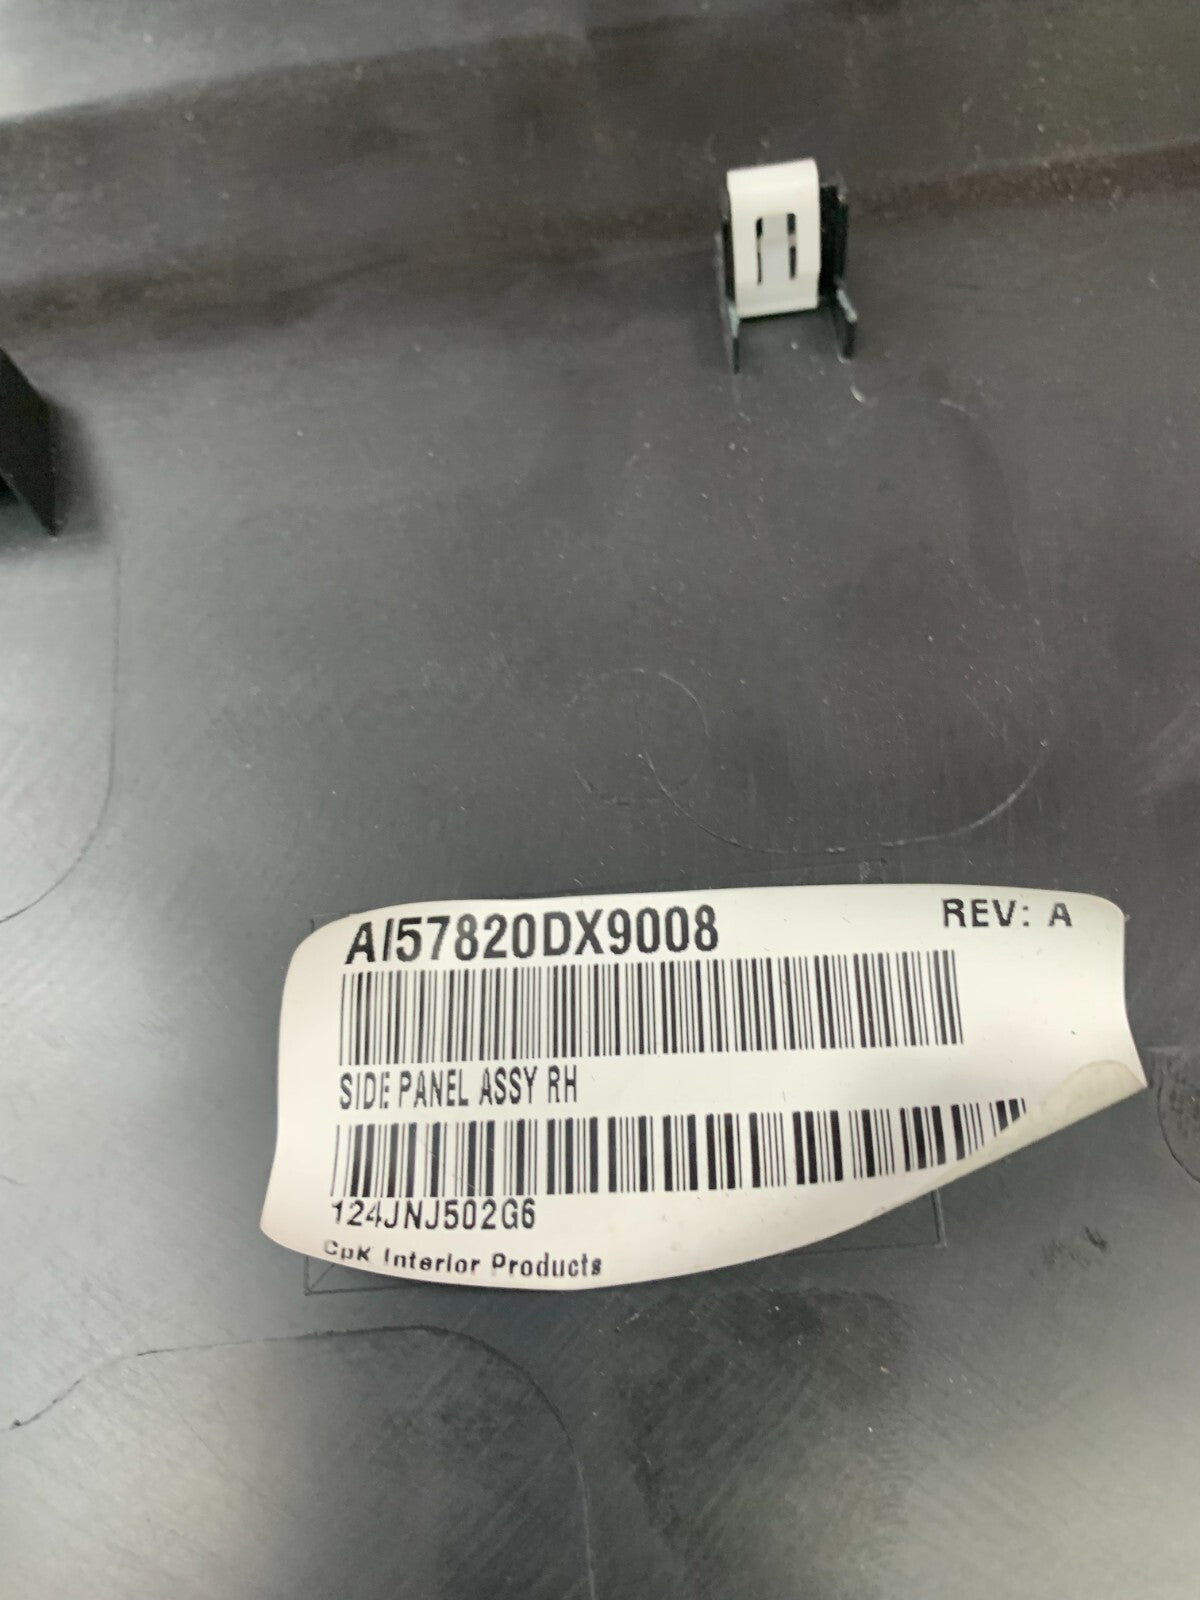 AI57820DX9008 REV: A
SIDE PANEL ASSY RH
124JNJ502G6
CpK Interior Products